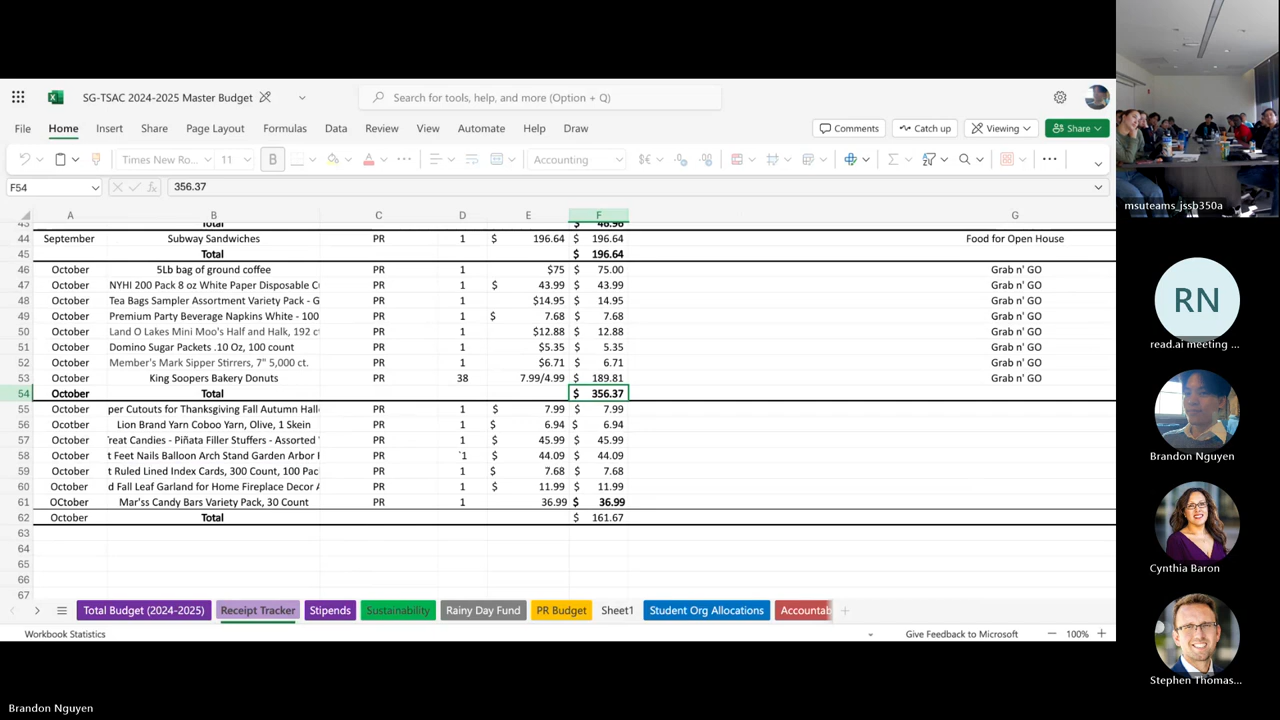 SG-TSAC 2024-2025 Master Budget
Search for tools, help, and more (Option + Q)
File Home Insert Share Page Layout Formulas Data Review View Automate Help Draw
Comments Catch up Viewing Share
Times New Ro... 11 B A Accounting $€
F54 356.37
A B C D E F G
43 Total $ 48.96
44 September Subway Sandwiches PR 1 $ 196.64 $ 196.64 Food for Open House
45 Total $ 196.64
46 October 5Lb bag of ground coffee PR 1 $75 $ 75.00 Grab n' GO
47 October NYHI 200 Pack 8 oz White Paper Disposable C PR 1 $ 43.99 $ 43.99 Grab n' GO
48 October Tea Bags Sampler Assortment Variety Pack - G PR 1 $14.95 $ 14.95 Grab n' GO
49 October Premium Party Beverage Napkins White - 100 PR 1 $ 7.68 $ 7.68 Grab n' GO
50 October Land O Lakes Mini Moo's Half and Halk, 192 ct PR 1 $12.88 $ 12.88 Grab n' GO
51 October Domino Sugar Packets .10 Oz, 100 count PR 1 $5.35 $ 5.35 Grab n' GO
52 October Member's Mark Sipper Stirrers, 7" 5,000 ct. PR 1 $6.71 $ 6.71 Grab n' GO
53 October King Soopers Bakery Donuts PR 38 7.99/4.99 $ 189.81 Grab n' GO
54 October Total $ 356.37
55 October per Cutouts for Thanksgiving Fall Autumn Hall PR 1 $ 7.99 $ 7.99
56 Ocotber Lion Brand Yarn Coboo Yarn, Olive, 1 Skein PR 1 $ 6.94 $ 6.94
57 October Treat Candies - Piñata Filler Stuffers - Assorted PR 1 $ 45.99 $ 45.99
58 October t Feet Nails Balloon Arch Stand Garden Arbor PR `1 $ 44.09 $ 44.09
59 October t Ruled Lined Index Cards, 300 Count, 100 Pac PR 1 $ 7.68 $ 7.68
60 October d Fall Leaf Garland for Home Fireplace Decor PR 1 $ 11.99 $ 11.99
61 OCtober Mar'ss Candy Bars Variety Pack, 30 Count PR 1 36.99 $ 36.99
62 October Total $ 161.67
63
64
65
66
67
Total Budget (2024-2025) Receipt Tracker Stipends Sustainability Rainy Day Fund PR Budget Sheet1 Student Org Allocations Accountab
Workbook Statistics Give Feedback to Microsoft 100%
msuteams_jssb350a
RN
read.ai meeting ...
Brandon Nguyen
Cynthia Baron
Stephen Thomas...
Brandon Nguyen